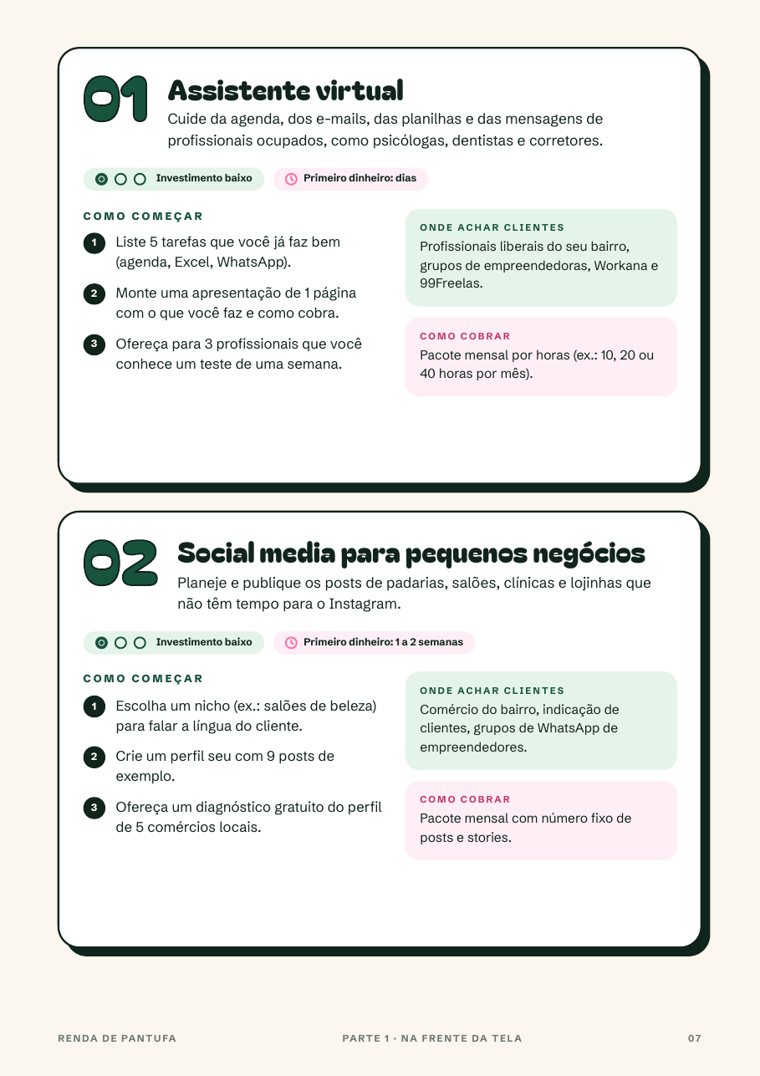 01
Assistente virtual
Cuide da agenda, dos e-mails, das planilhas e das mensagens de
profissionais ocupados, como psicólogas, dentistas e corretores.
Investimento baixo
Primeiro dinheiro: dias
COMO COMEÇAR
1 Liste 5 tarefas que você já faz bem
(agenda, Excel, WhatsApp).
2 Monte uma apresentação de 1 página
com o que você faz e como cobra.
3 Ofereça para 3 profissionais que você
conhece um teste de uma semana.
ONDE ACHAR CLIENTES
Profissionais liberais do seu bairro,
grupos de empreendedoras, Workana e
99Freelas.
COMO COBRAR
Pacote mensal por horas (ex.: 10, 20 ou
40 horas por mês).
02
Social media para pequenos negócios
Planeje e publique os posts de padarias, salões, clínicas e lojinhas que
não têm tempo para o Instagram.
Investimento baixo
Primeiro dinheiro: 1 a 2 semanas
COMO COMEÇAR
1 Escolha um nicho (ex.: salões de beleza)
para falar a língua do cliente.
2 Crie um perfil seu com 9 posts de
exemplo.
3 Ofereça um diagnóstico gratuito do perfil
de 5 comércios locais.
ONDE ACHAR CLIENTES
Comércio do bairro, indicação de
clientes, grupos de WhatsApp de
empreendedores.
COMO COBRAR
Pacote mensal com número fixo de
posts e stories.
RENDA DE PANTUFA
PARTE 1 · NA FRENTE DA TELA
07